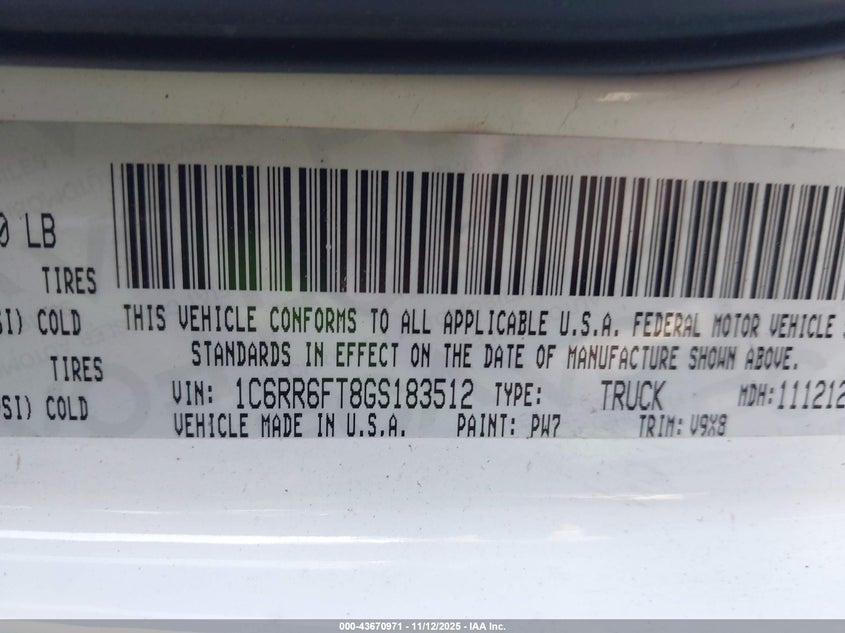 0 LB
TIRES
SI) COLD
TIRES
SI) COLD
THIS VEHICLE CONFORMS TO ALL APPLICABLE U.S.A. FEDERAL MOTOR VEHICLE S
STANDARDS IN EFFECT ON THE DATE OF MANUFACTURE SHOWN ABOVE.
VIN: 1C6RR6FT8GS183512 TYPE: TRUCK MDH: 111212
VEHICLE MADE IN U.S.A. PAINT: PW7 TRIM: V9X8
000-43670971 - 11/12/2025 - IAA Inc.